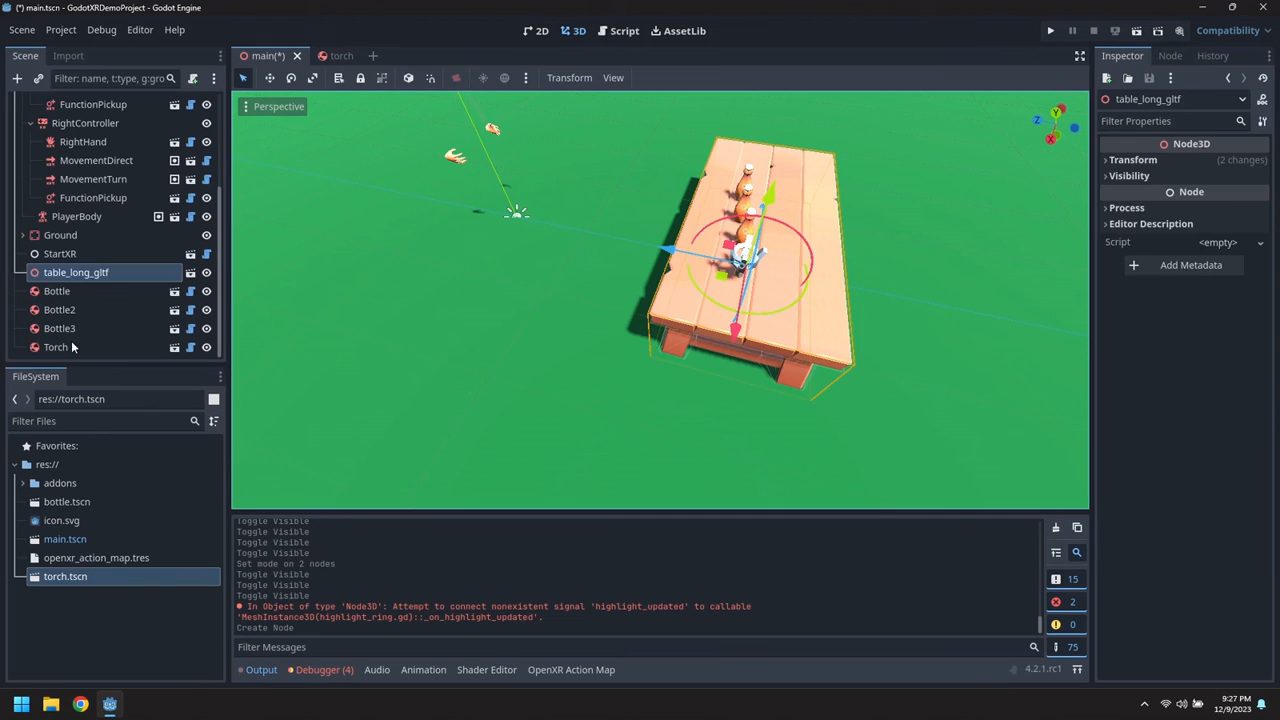 (*) main.tscn - GodotXRDemoProject - Godot Engine
Scene Project Debug Editor Help
2D 3D Script AssetLib
Compatibility
Scene Import
Filter: name, t:type, g:gro
FunctionPickup
RightController
RightHand
MovementDirect
MovementTurn
FunctionPickup
PlayerBody
Ground
StartXR
table_long_gltf
Bottle
Bottle2
Bottle3
Torch
FileSystem
res://torch.tscn
Filter Files
Favorites:
res://
addons
bottle.tscn
icon.svg
main.tscn
openxr_action_map.tres
torch.tscn
main(*) torch
Transform View
Perspective
Y
Z
X
Toggle Visible
Toggle Visible
Toggle Visible
Toggle Visible
Set mode on 2 nodes
Toggle Visible
Toggle Visible
Toggle Visible
In Object of type 'Node3D': Attempt to connect nonexistent signal 'highlight_updated' to callable
'MeshInstance3D(highlight_ring.gd)::_on_highlight_updated'.
Create Node
15
2
0
75
Filter Messages
Output Debugger (4) Audio Animation Shader Editor OpenXR Action Map
4.2.1.rc1
Inspector Node History
table_long_gltf
Filter Properties
Node3D
Transform (2 changes)
Visibility
Node
Process
Editor Description
Script <empty>
Add Metadata
9:27 PM
12/9/2023